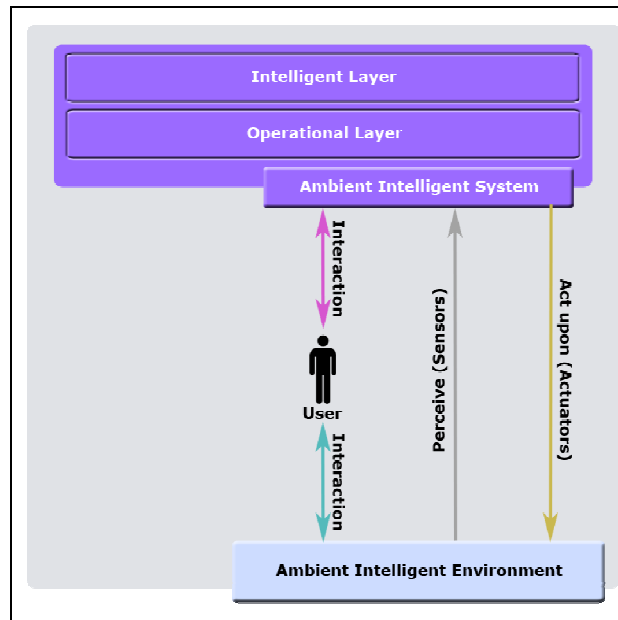 Intelligent Layer
Operational Layer
Ambient Intelligent System
Interaction
Perceive (Sensors)
Act upon (Actuators)
User
Interaction
Ambient Intelligent Environment